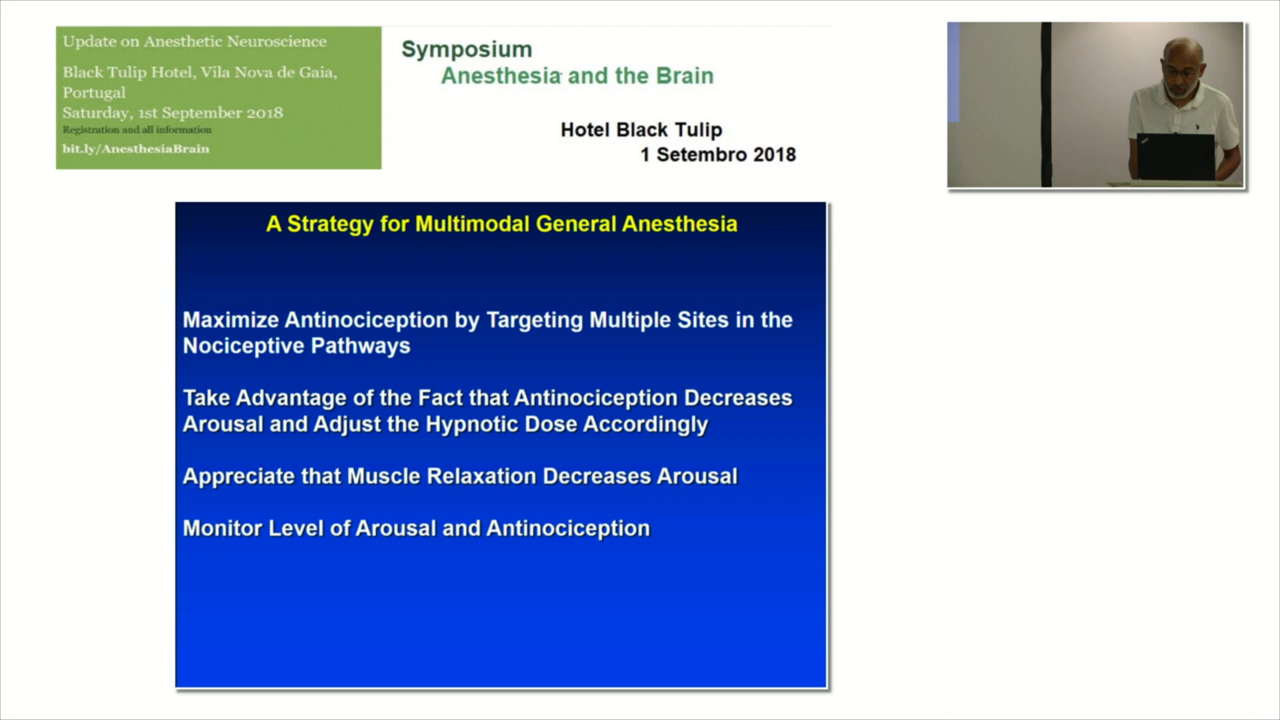 Update on Anesthetic Neuroscience
Black Tulip Hotel, Vila Nova de Gaia,
Portugal
Saturday, 1st September 2018
Registration and all information
bit.ly/AnesthesiaBrain
Symposium
Anesthesia and the Brain
Hotel Black Tulip
1 Setembro 2018
A Strategy for Multimodal General Anesthesia
Maximize Antinociception by Targeting Multiple Sites in the
Nociceptive Pathways
Take Advantage of the Fact that Antinociception Decreases
Arousal and Adjust the Hypnotic Dose Accordingly
Appreciate that Muscle Relaxation Decreases Arousal
Monitor Level of Arousal and Antinociception